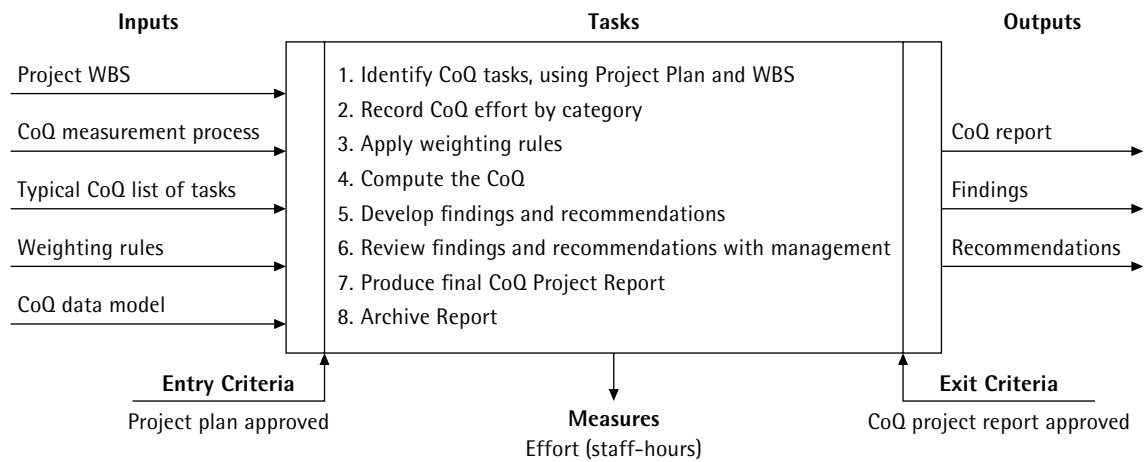 Inputs
Tasks
Outputs
Project WBS
CoQ measurement process
Typical CoQ list of tasks
Weighting rules
CoQ data model
1. Identify CoQ tasks, using Project Plan and WBS
2. Record CoQ effort by category
3. Apply weighting rules
4. Compute the CoQ
5. Develop findings and recommendations
6. Review findings and recommendations with management
7. Produce final CoQ Project Report
8. Archive Report
CoQ report
Findings
Recommendations
Entry Criteria
Project plan approved
Measures
Effort (staff-hours)
Exit Criteria
CoQ project report approved